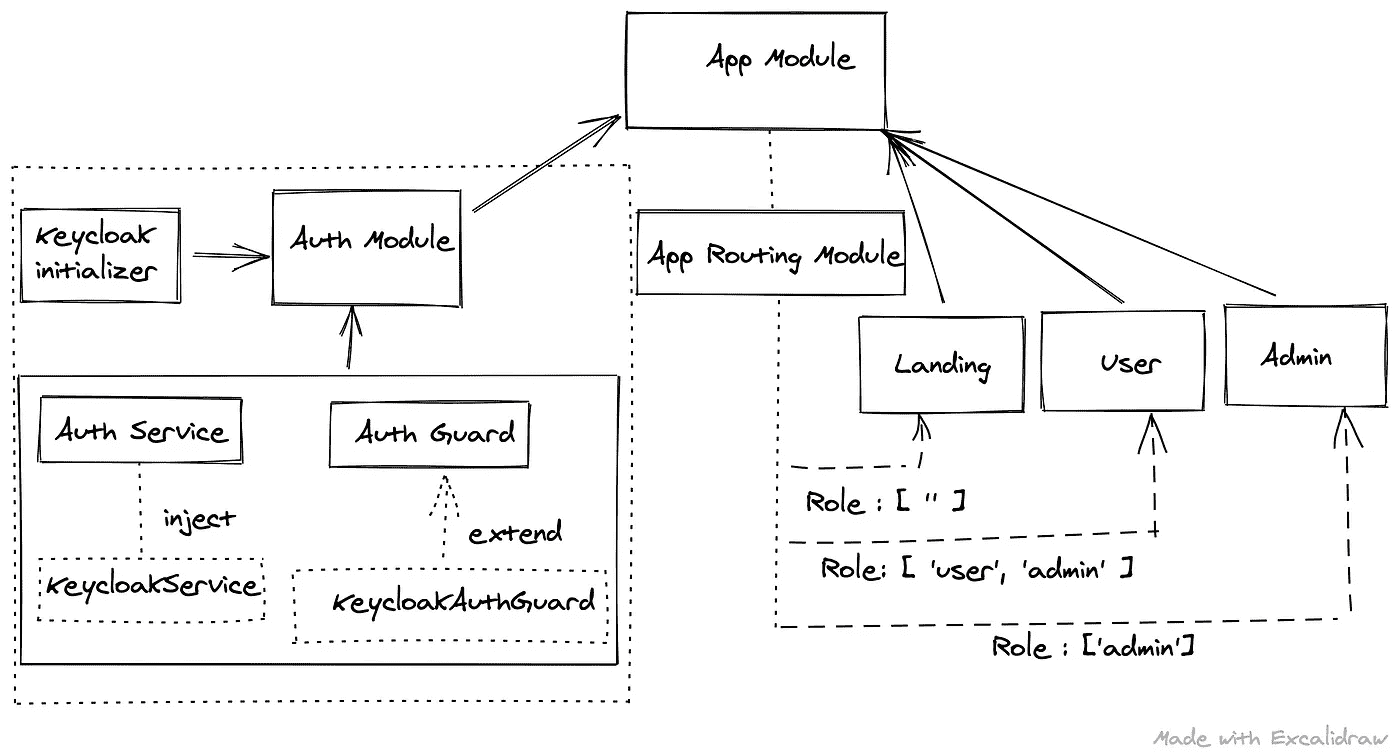 App Module
Keycloak
initializer
Auth Module
App Routing Module
Landing
User
Admin
Auth Service
Auth Guard
inject
extend
KeycloakService
KeycloakAuthGuard
Role : [ '' ]
Role: [ 'user', 'admin' ]
Role : ['admin']
Made with Excalidraw